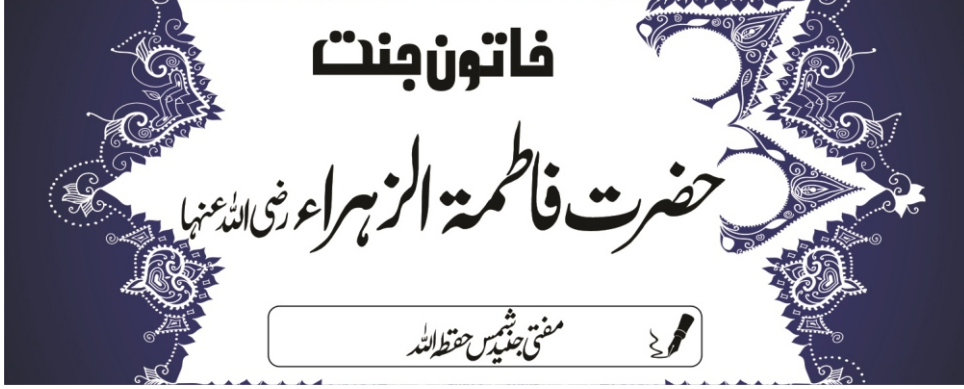 خاتون جنت
حضرت فاطمۃ الزہراء رضی اللہ عنہا
مفتی جنید شمس حفظہ اللہ